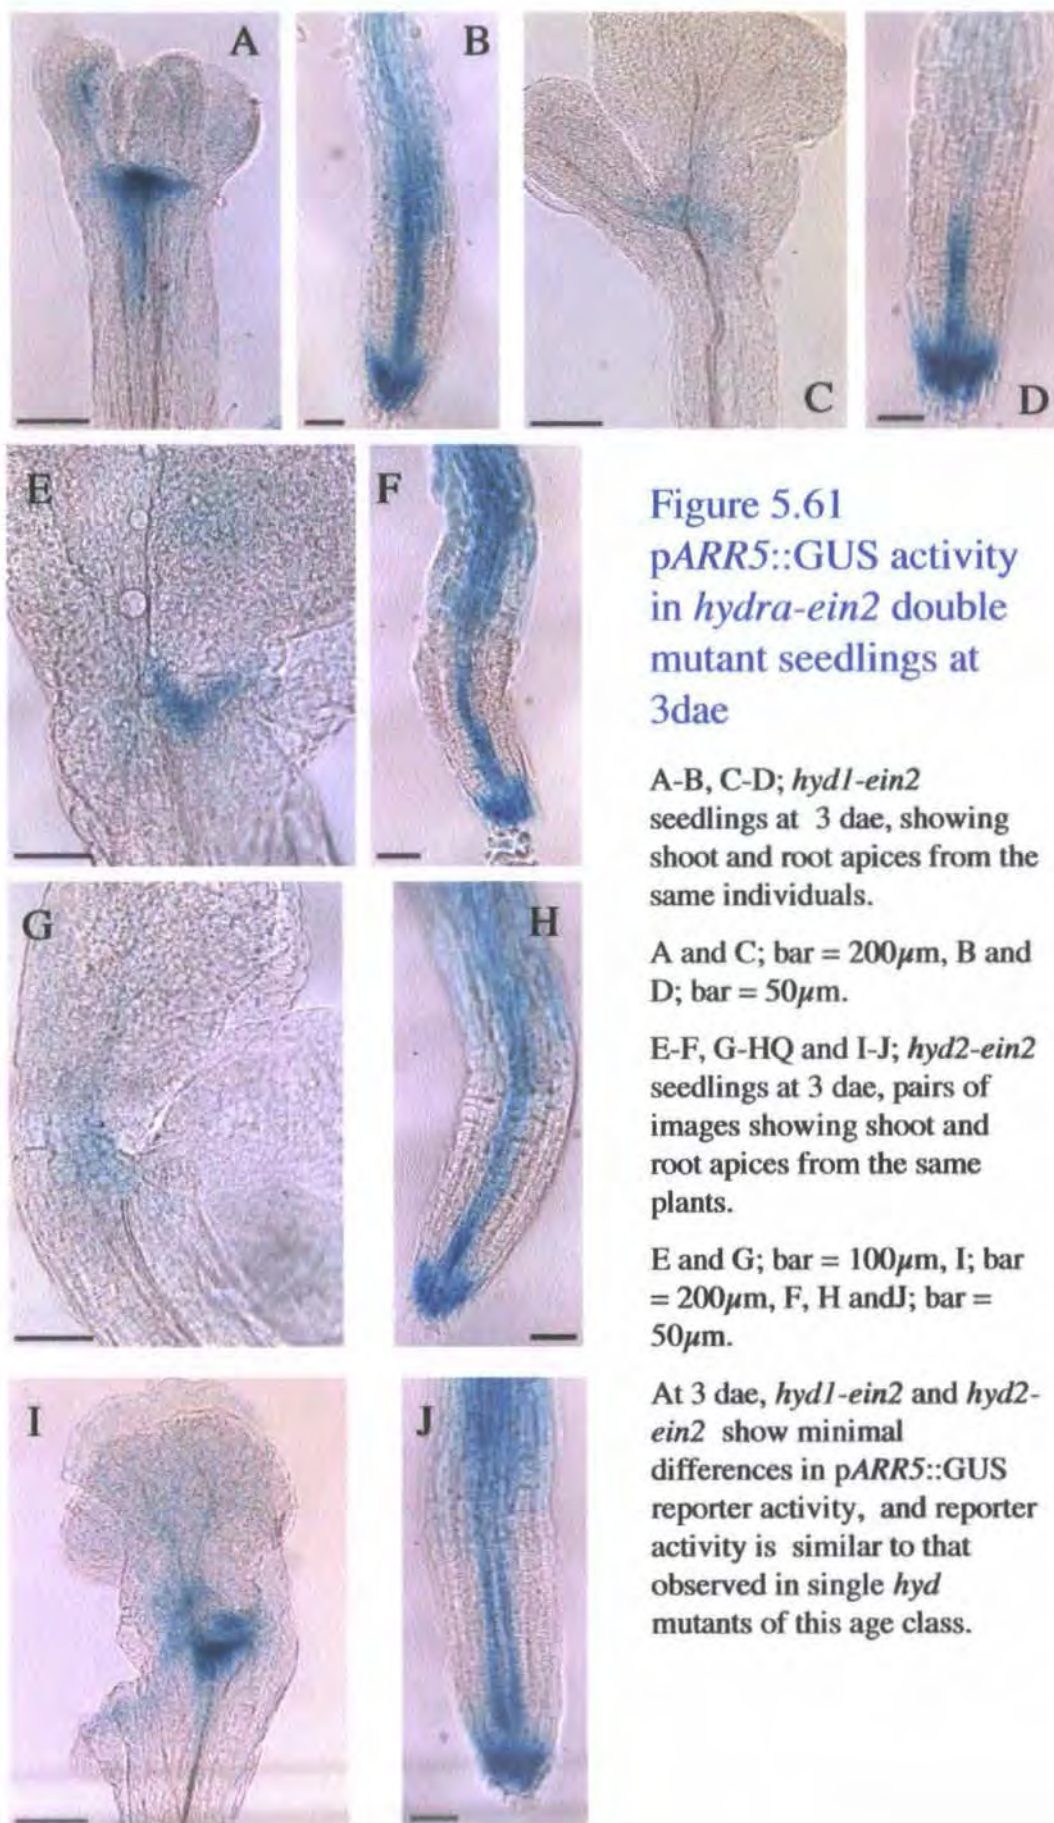 A
B
C
D
E
F
G
H
I
J
Figure 5.61
pARR5::GUS activity
in hydra-ein2 double
mutant seedlings at
3dae
A-B, C-D; hyd1-ein2
seedlings at 3 dae, showing
shoot and root apices from the
same individuals.
A and C; bar = 200µm, B and
D; bar = 50µm.
E-F, G-HQ and I-J; hyd2-ein2
seedlings at 3 dae, pairs of
images showing shoot and
root apices from the same
plants.
E and G; bar = 100µm, I; bar
= 200µm, F, H andJ; bar =
50µm.
At 3 dae, hyd1-ein2 and hyd2-
ein2 show minimal
differences in pARR5::GUS
reporter activity, and reporter
activity is similar to that
observed in single hyd
mutants of this age class.